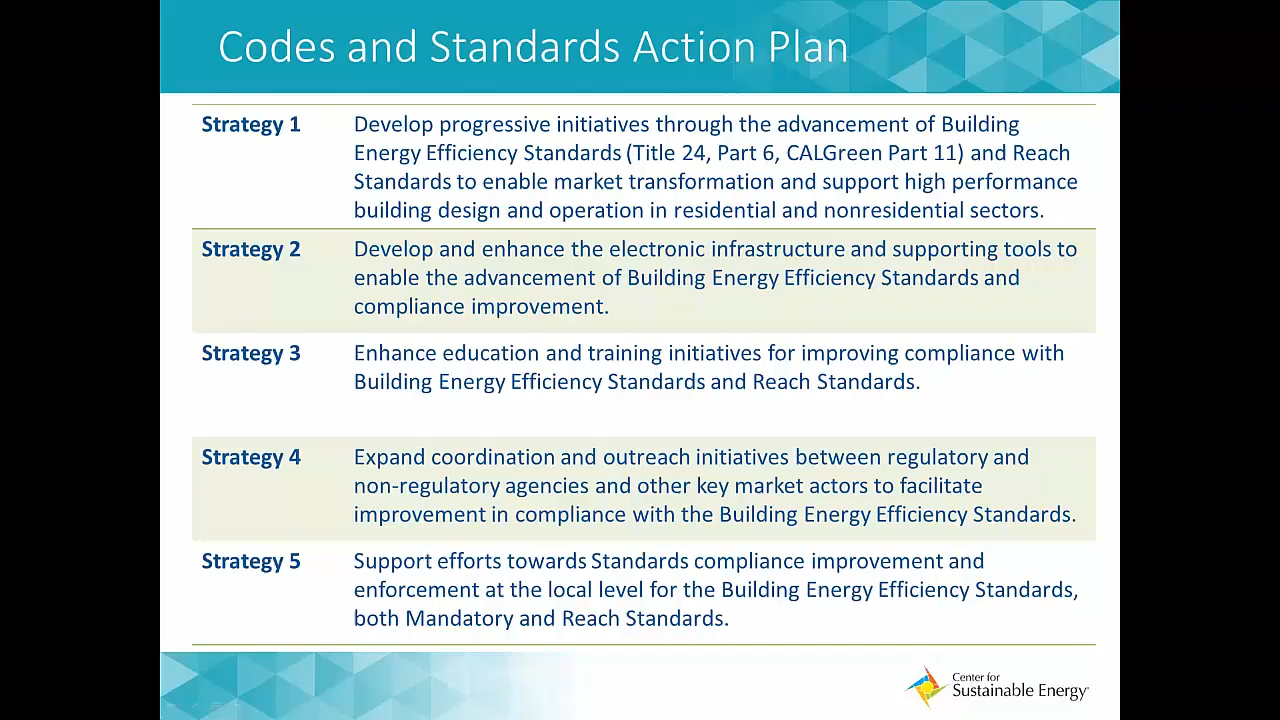 Codes and Standards Action Plan
Strategy 1
Develop progressive initiatives through the advancement of Building
Energy Efficiency Standards (Title 24, Part 6, CALGreen Part 11) and Reach
Standards to enable market transformation and support high performance
building design and operation in residential and nonresidential sectors.
Strategy 2
Develop and enhance the electronic infrastructure and supporting tools to
enable the advancement of Building Energy Efficiency Standards and
compliance improvement.
Strategy 3
Enhance education and training initiatives for improving compliance with
Building Energy Efficiency Standards and Reach Standards.
Strategy 4
Expand coordination and outreach initiatives between regulatory and
non-regulatory agencies and other key market actors to facilitate
improvement in compliance with the Building Energy Efficiency Standards.
Strategy 5
Support efforts towards Standards compliance improvement and
enforcement at the local level for the Building Energy Efficiency Standards,
both Mandatory and Reach Standards.
Center for
Sustainable Energy®